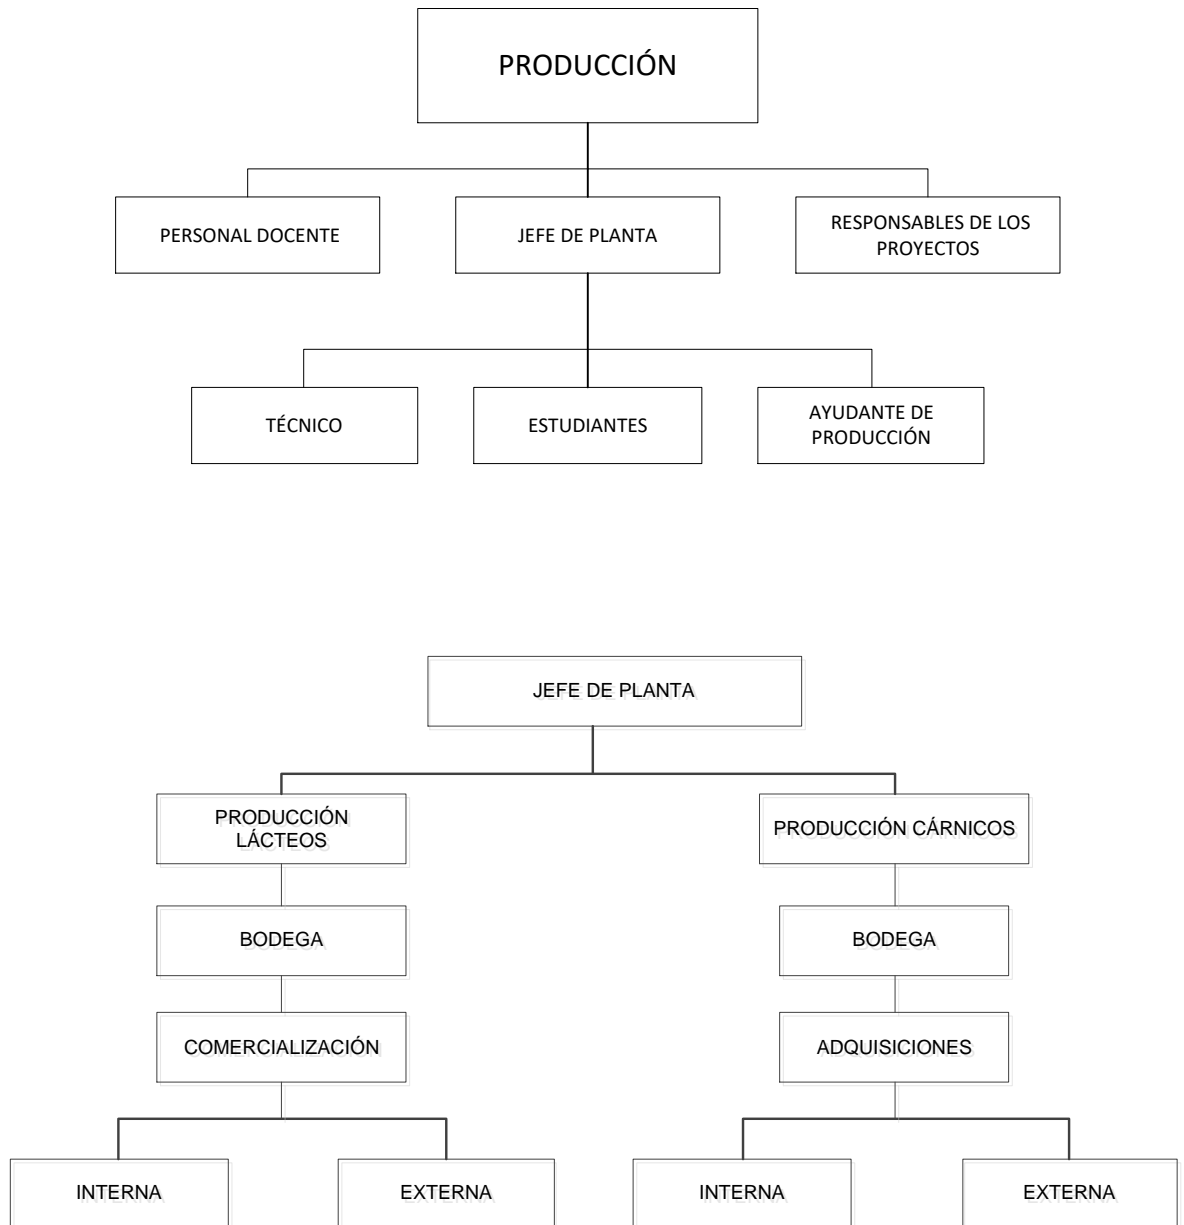 PRODUCCIÓN
PERSONAL DOCENTE
JEFE DE PLANTA
RESPONSABLES DE LOS
PROYECTOS
TÉCNICO
ESTUDIANTES
AYUDANTE DE
PRODUCCIÓN
JEFE DE PLANTA
PRODUCCIÓN
LÁCTEOS
PRODUCCIÓN CÁRNICOS
BODEGA
BODEGA
COMERCIALIZACIÓN
ADQUISICIONES
INTERNA
EXTERNA
INTERNA
EXTERNA